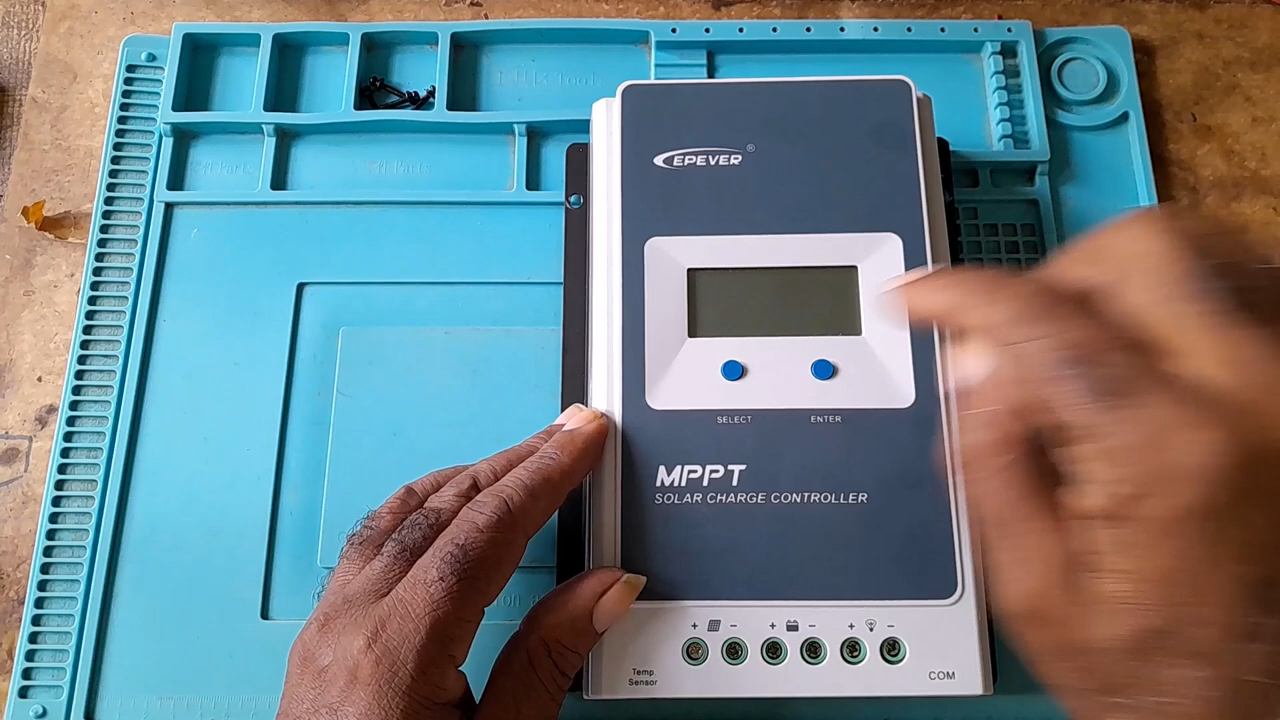 EPEVER®
SELECT ENTER
MPPT
SOLAR CHARGE CONTROLLER
+ − + − + −
Temp. Sensor
COM